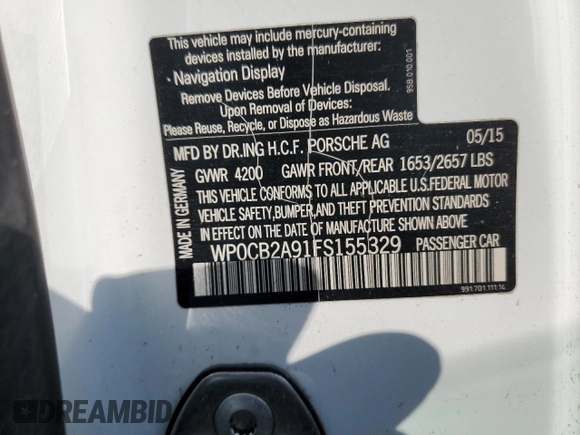 This vehicle may include mercury-containing
devices installed by the manufacturer:
• Navigation Display
Remove Devices Before Vehicle Disposal.
Upon Removal of Devices:
Please Reuse, Recycle, or Dispose as Hazardous Waste
95B.010.001
MFD BY DR.ING H.C.F. PORSCHE AG 05/15
GVWR 4200 GAWR FRONT/REAR 1653/2657 LBS
THIS VEHICLE CONFORMS TO ALL APPLICABLE U.S.FEDERAL MOTOR
VEHICLE SAFETY,BUMPER,AND THEFT PREVENTION STANDARDS IN
EFFECT ON THE DATE OF MANUFACTURE SHOWN ABOVE.
WP0CB2A91FS155329 PASSENGER CAR
MADE IN GERMANY
991.701.111.14
DREAMBID